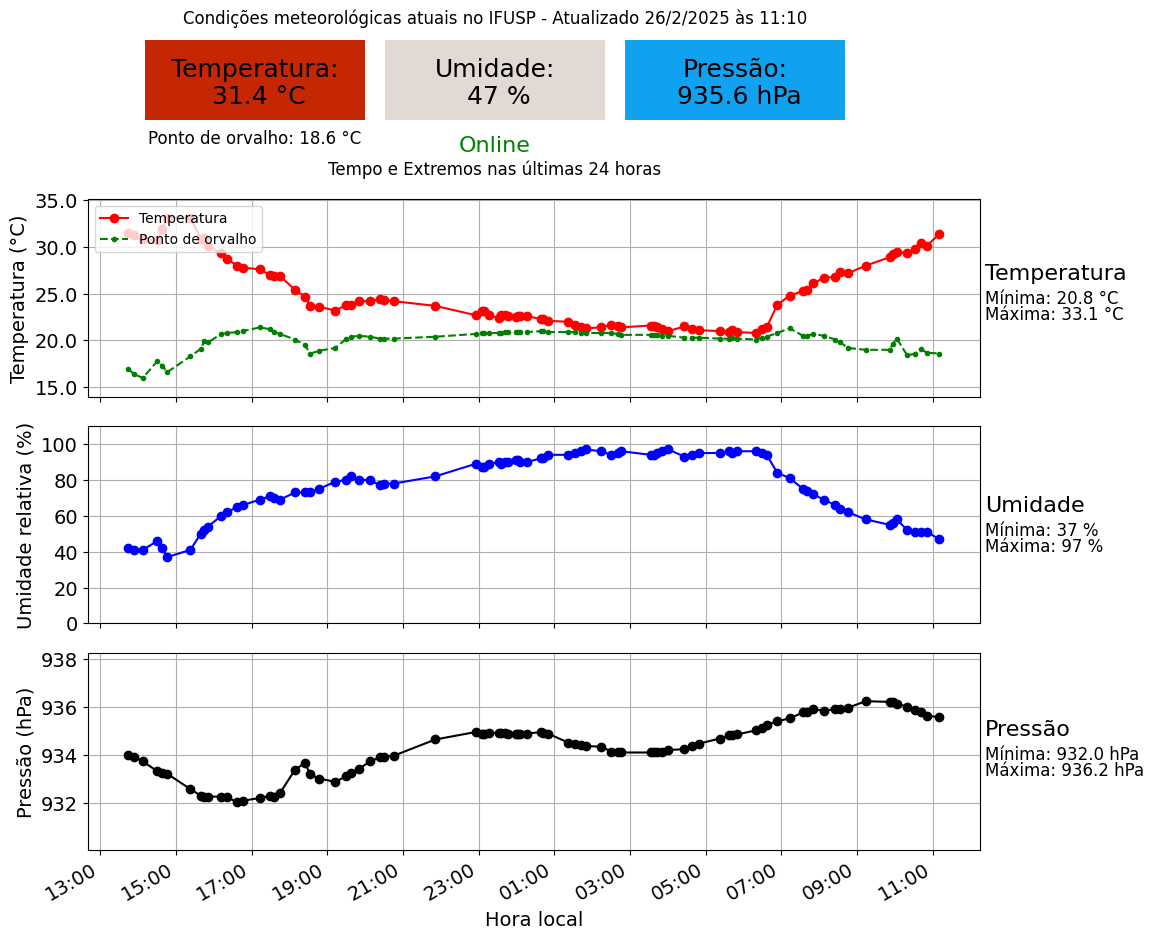 Condições meteorológicas atuais no IFUSP - Atualizado 26/2/2025 às 11:10
Temperatura:
31.4 °C
Umidade:
47 %
Pressão:
935.6 hPa
Ponto de orvalho: 18.6 °C
Online
Tempo e Extremos nas últimas 24 horas
Temperatura (°C)
35.0
30.0
25.0
20.0
15.0
Temperatura
Ponto de orvalho
Temperatura
Mínima: 20.8 °C
Máxima: 33.1 °C
Umidade relativa (%)
100
80
60
40
20
0
Umidade
Mínima: 37 %
Máxima: 97 %
Pressão (hPa)
938
936
934
932
Pressão
Mínima: 932.0 hPa
Máxima: 936.2 hPa
13:00
15:00
17:00
19:00
21:00
23:00
01:00
03:00
05:00
07:00
09:00
11:00
Hora local